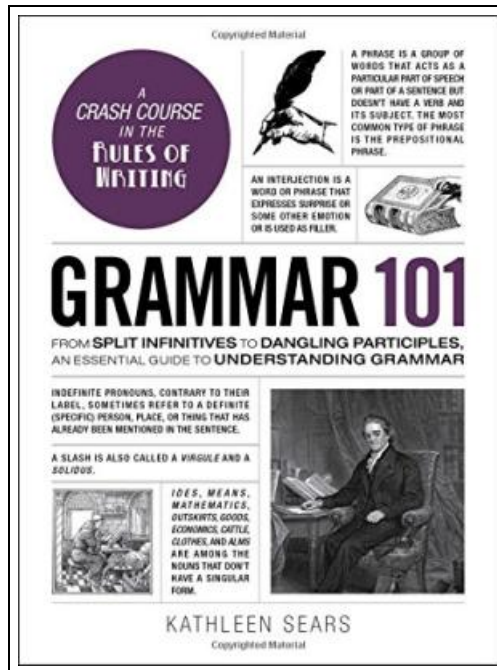 Copyrighted Material
A
CRASH COURSE
IN THE
RULES OF
WRITING
A PHRASE IS A GROUP OF
WORDS THAT ACTS AS A
PARTICULAR PART OF SPEECH
OR PART OF A SENTENCE BUT
DOESN'T HAVE A VERB AND
ITS SUBJECT. THE MOST
COMMON TYPE OF PHRASE
IS THE PREPOSITIONAL
PHRASE.
AN INTERJECTION IS A
WORD OR PHRASE THAT
EXPRESSES SURPRISE OR
SOME OTHER EMOTION
OR IS USED AS FILLER.
GRAMMAR 101
FROM SPLIT INFINITIVES TO DANGLING PARTICIPLES,
AN ESSENTIAL GUIDE TO UNDERSTANDING GRAMMAR
INDEFINITE PRONOUNS, CONTRARY TO THEIR
LABEL, SOMETIMES REFER TO A DEFINITE
(SPECIFIC) PERSON, PLACE, OR THING THAT HAS
ALREADY BEEN MENTIONED IN THE SENTENCE.
A SLASH IS ALSO CALLED A VIRGULE AND A
SOLIDUS.
IDES, MEANS,
MATHEMATICS,
OUTSKIRTS, GOODS,
ECONOMICS, CATTLE,
CLOTHES, AND ALMS
ARE AMONG THE
NOUNS THAT DON'T
HAVE A SINGULAR
FORM.
KATHLEEN SEARS
Copyrighted Material